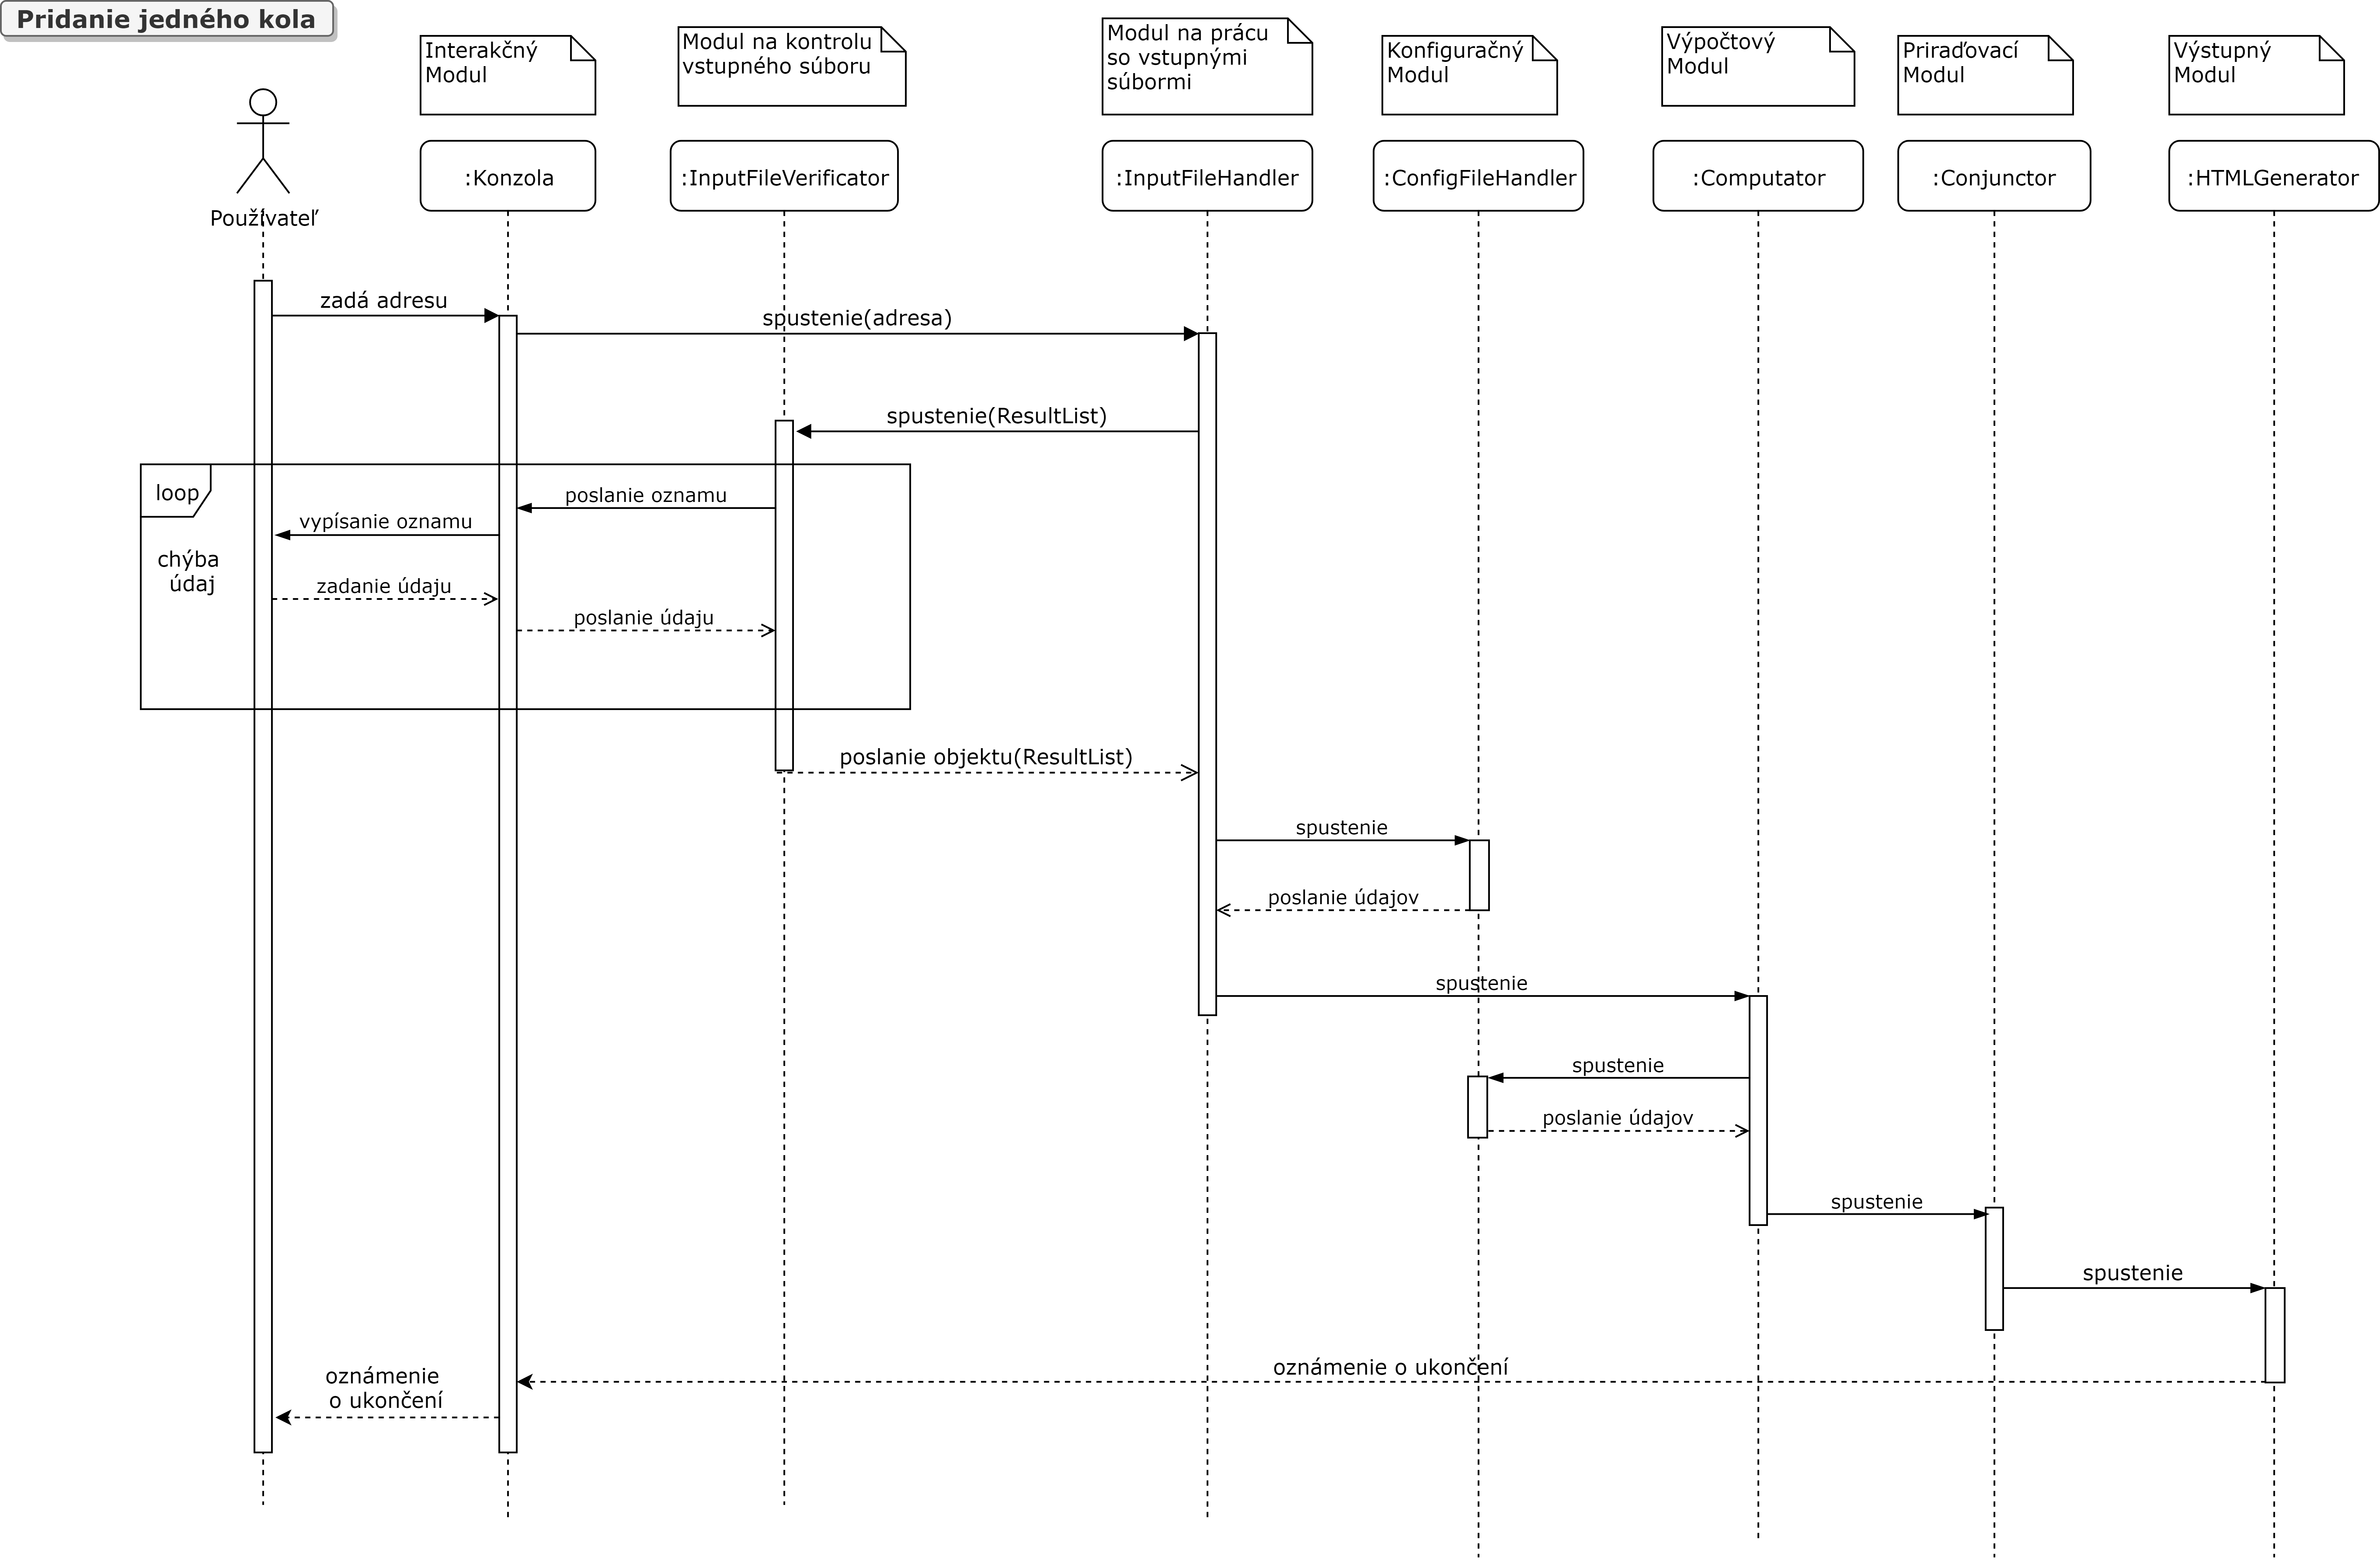 Pridanie jedného kola
Interakčný
Modul
Modul na kontrolu
vstupného súboru
Modul na prácu
so vstupnými
súbormi
Konfiguračný
Modul
Výpočtový
Modul
Priraďovací
Modul
Výstupný
Modul
Používateľ
:Konzola
:InputFileVerificator
:InputFileHandler
:ConfigFileHandler
:Computator
:Conjunctor
:HTMLGenerator
zadá adresu
spustenie(adresa)
spustenie(ResultList)
loop
poslanie oznamu
vypísanie oznamu
chýba
údaj
zadanie údaju
poslanie údaju
poslanie objektu(ResultList)
spustenie
poslanie údajov
spustenie
spustenie
poslanie údajov
spustenie
spustenie
oznámenie o ukončení
oznámenie
o ukončení